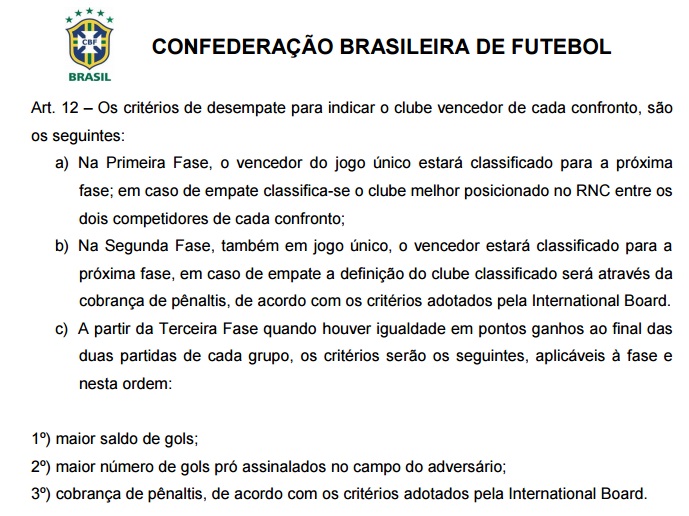 CBF
BRASIL
CONFEDERAÇÃO BRASILEIRA DE FUTEBOL
Art. 12 – Os critérios de desempate para indicar o clube vencedor de cada confronto, são
os seguintes:
a) Na Primeira Fase, o vencedor do jogo único estará classificado para a próxima
fase; em caso de empate classifica-se o clube melhor posicionado no RNC entre os
dois competidores de cada confronto;
b) Na Segunda Fase, também em jogo único, o vencedor estará classificado para a
próxima fase, em caso de empate a definição do clube classificado será através da
cobrança de pênaltis, de acordo com os critérios adotados pela International Board.
c) A partir da Terceira Fase quando houver igualdade em pontos ganhos ao final das
duas partidas de cada grupo, os critérios serão os seguintes, aplicáveis à fase e
nesta ordem:
1º) maior saldo de gols;
2º) maior número de gols pró assinalados no campo do adversário;
3º) cobrança de pênaltis, de acordo com os critérios adotados pela International Board.